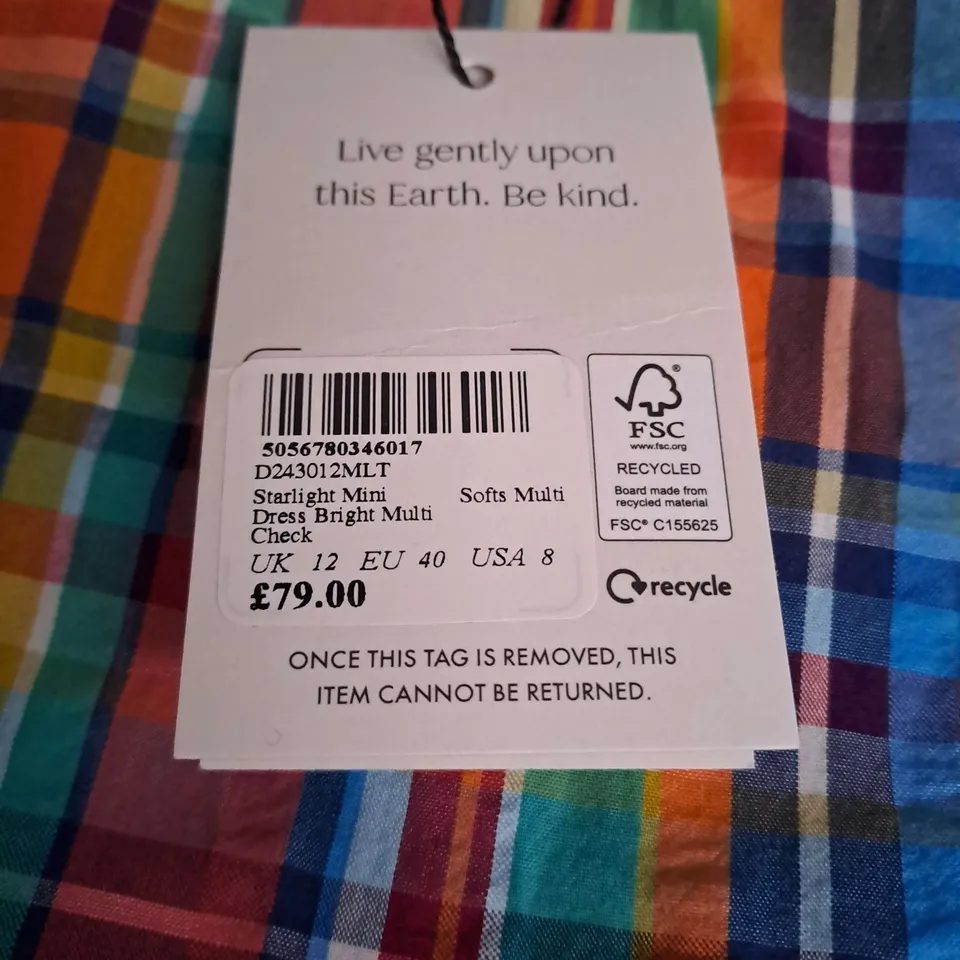 Live gently upon
this Earth. Be kind.
5056780346017
D243012MLT
Starlight Mini Softs Multi
Dress Bright Multi
Check
UK 12 EU 40 USA 8
£79.00
FSC®
www.fsc.org
RECYCLED
Board made from
recycled material
FSC® C155625
recycle
ONCE THIS TAG IS REMOVED, THIS
ITEM CANNOT BE RETURNED.